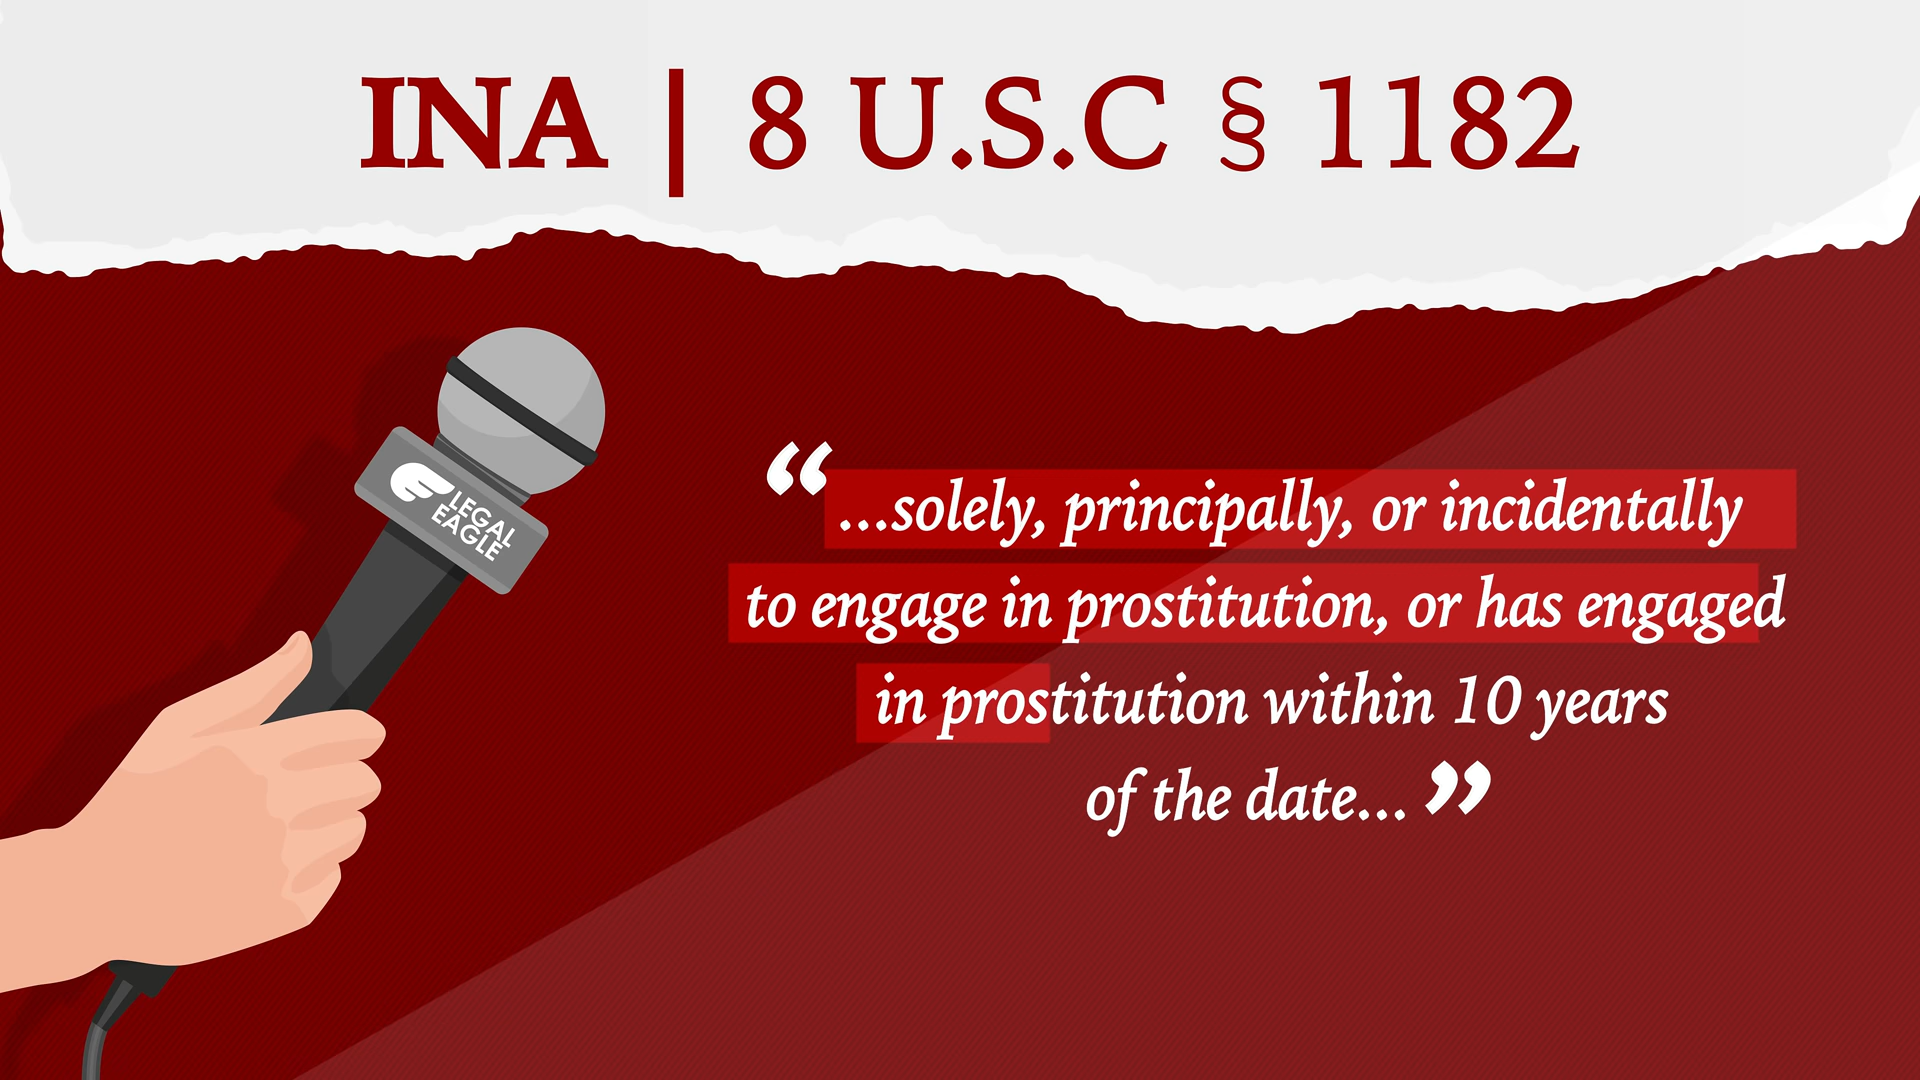 INA | 8 U.S.C § 1182
LEGAL
EAGLE
“...solely, principally, or incidentally
to engage in prostitution, or has engaged
in prostitution within 10 years
of the date...”